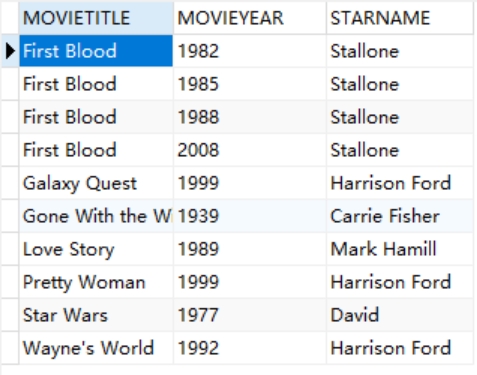 MOVIETITLE MOVIEYEAR STARNAME
First Blood 1982 Stallone
First Blood 1985 Stallone
First Blood 1988 Stallone
First Blood 2008 Stallone
Galaxy Quest 1999 Harrison Ford
Gone With the W 1939 Carrie Fisher
Love Story 1989 Mark Hamill
Pretty Woman 1999 Harrison Ford
Star Wars 1977 David
Wayne's World 1992 Harrison Ford